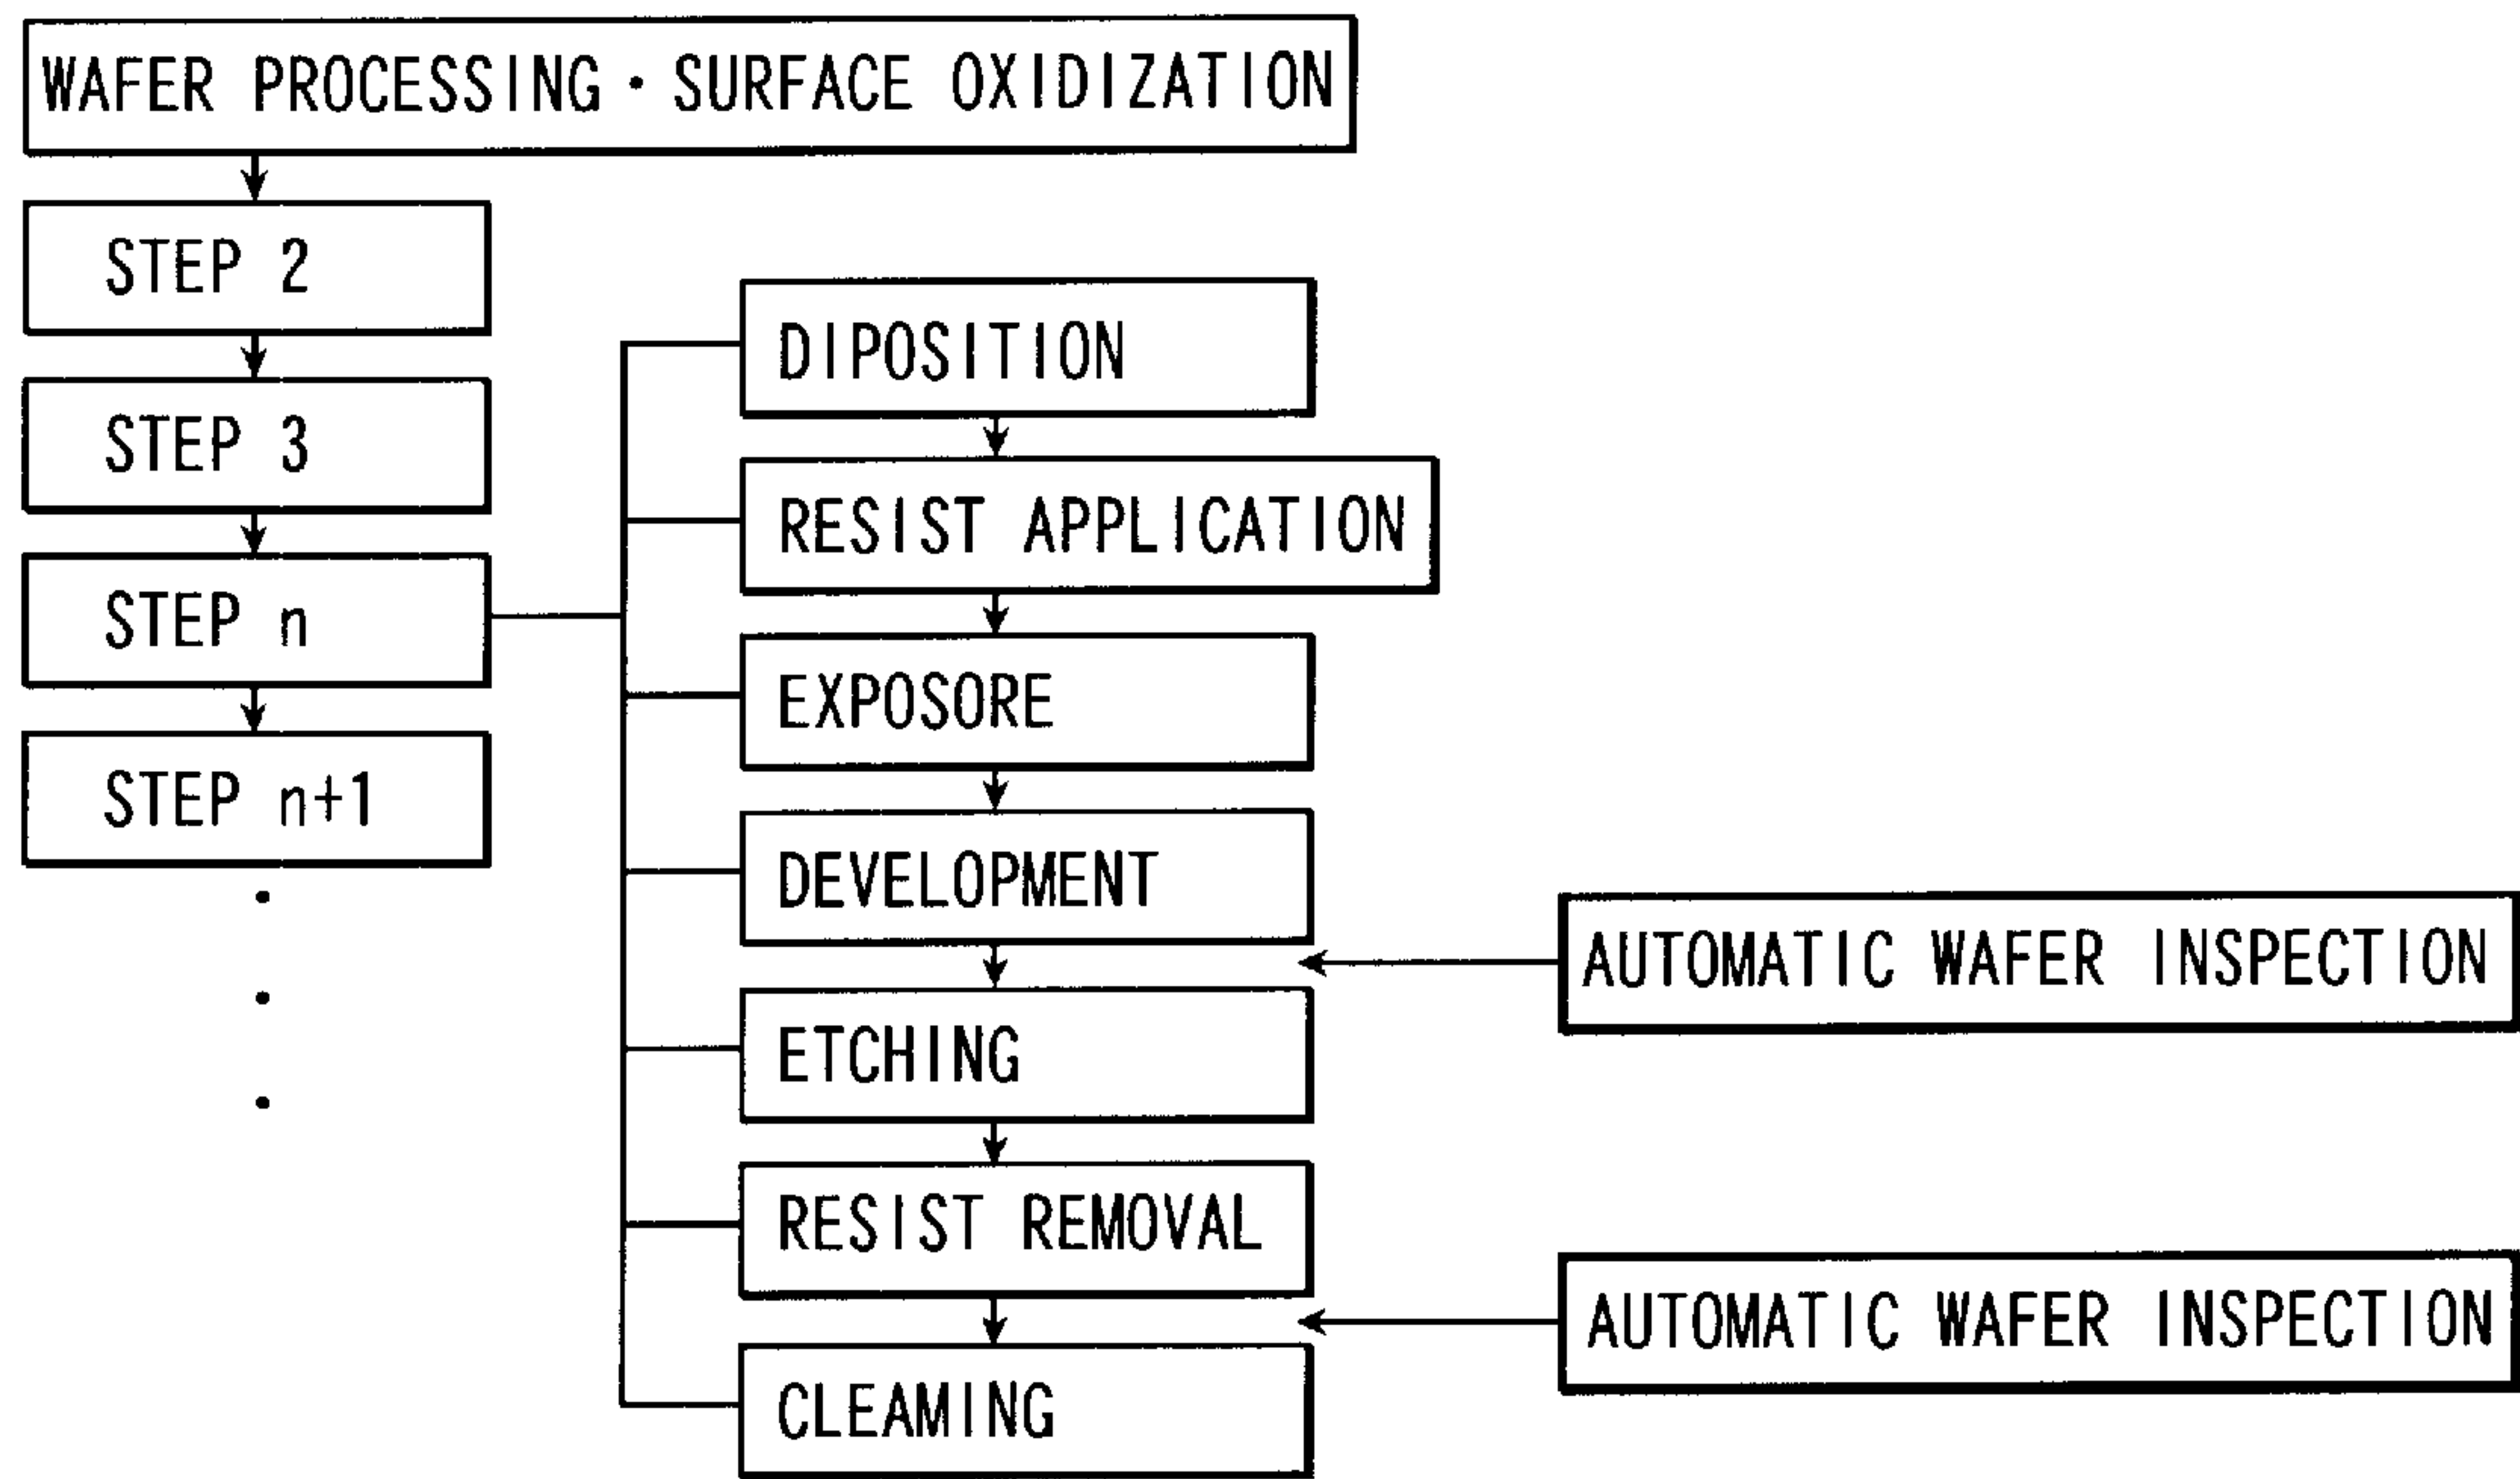 WAFER PROCESSING・SURFACE OXIDIZATION
STEP 2
STEP 3
STEP n
STEP n+1
DIPOSITION
RESIST APPLICATION
EXPOSORE
DEVELOPMENT
ETCHING
RESIST REMOVAL
CLEAMING
AUTOMATIC WAFER INSPECTION
AUTOMATIC WAFER INSPECTION